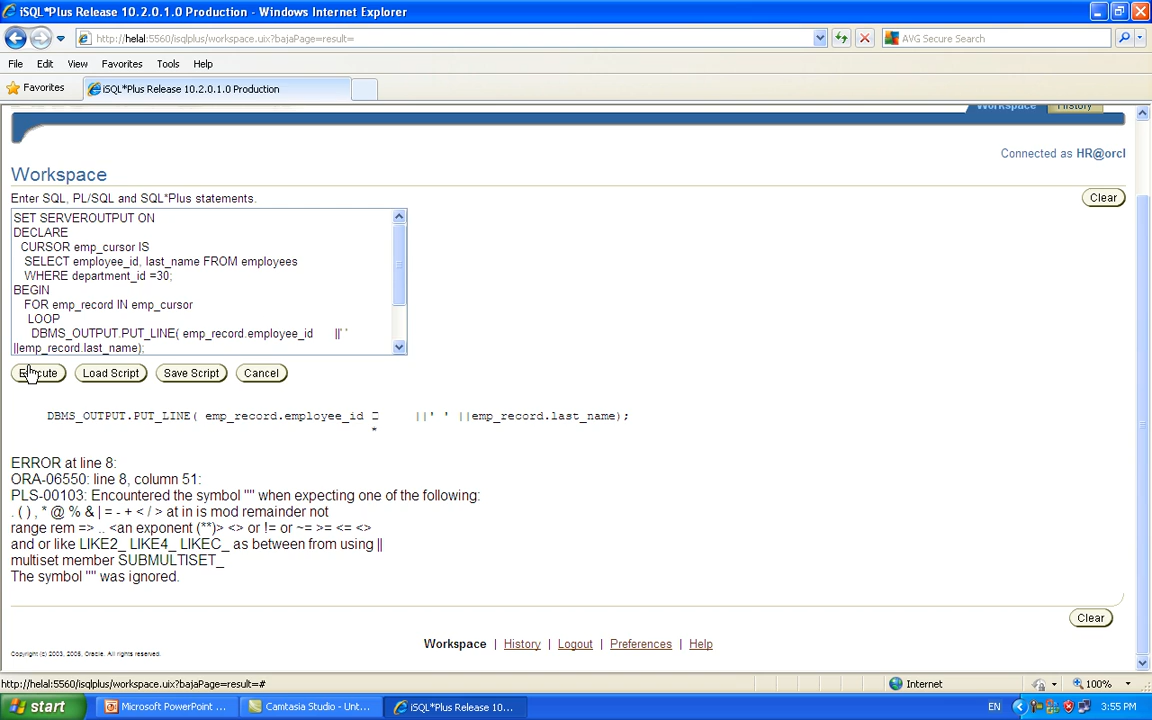 iSQL*Plus Release 10.2.0.1.0 Production - Windows Internet Explorer
http://helal:5560/isqlplus/workspace.uix?bajaPage=result=
AVG Secure Search
File Edit View Favorites Tools Help
Favorites
iSQL*Plus Release 10.2.0.1.0 Production
Workspace History
Connected as HR@orcl
Workspace
Enter SQL, PL/SQL and SQL*Plus statements.
Clear
SET SERVEROUTPUT ON
DECLARE
CURSOR emp_cursor IS
SELECT employee_id, last_name FROM employees
WHERE department_id =30;
BEGIN
FOR emp_record IN emp_cursor
LOOP
DBMS_OUTPUT.PUT_LINE( emp_record.employee_id ||' '
||emp_record.last_name);
Execute Load Script Save Script Cancel
DBMS_OUTPUT.PUT_LINE( emp_record.employee_id □ ||' ' ||emp_record.last_name);
*
ERROR at line 8:
ORA-06550: line 8, column 51:
PLS-00103: Encountered the symbol "" when expecting one of the following:
. ( ) , * @ % & | = - + < / > at in is mod remainder not
range rem => .. <an exponent (**)> <> or != or ~= >= <= <>
and or like LIKE2_ LIKE4_ LIKEC_ as between from using ||
multiset member SUBMULTISET_
The symbol "" was ignored.
Clear
Workspace | History | Logout | Preferences | Help
Copyright (c) 2003, 2005, Oracle. All rights reserved.
http://helal:5560/isqlplus/workspace.uix?bajaPage=result=#
Internet
100%
start
Microsoft PowerPoint ...
Camtasia Studio - Unt...
iSQL*Plus Release 10...
EN
3:55 PM